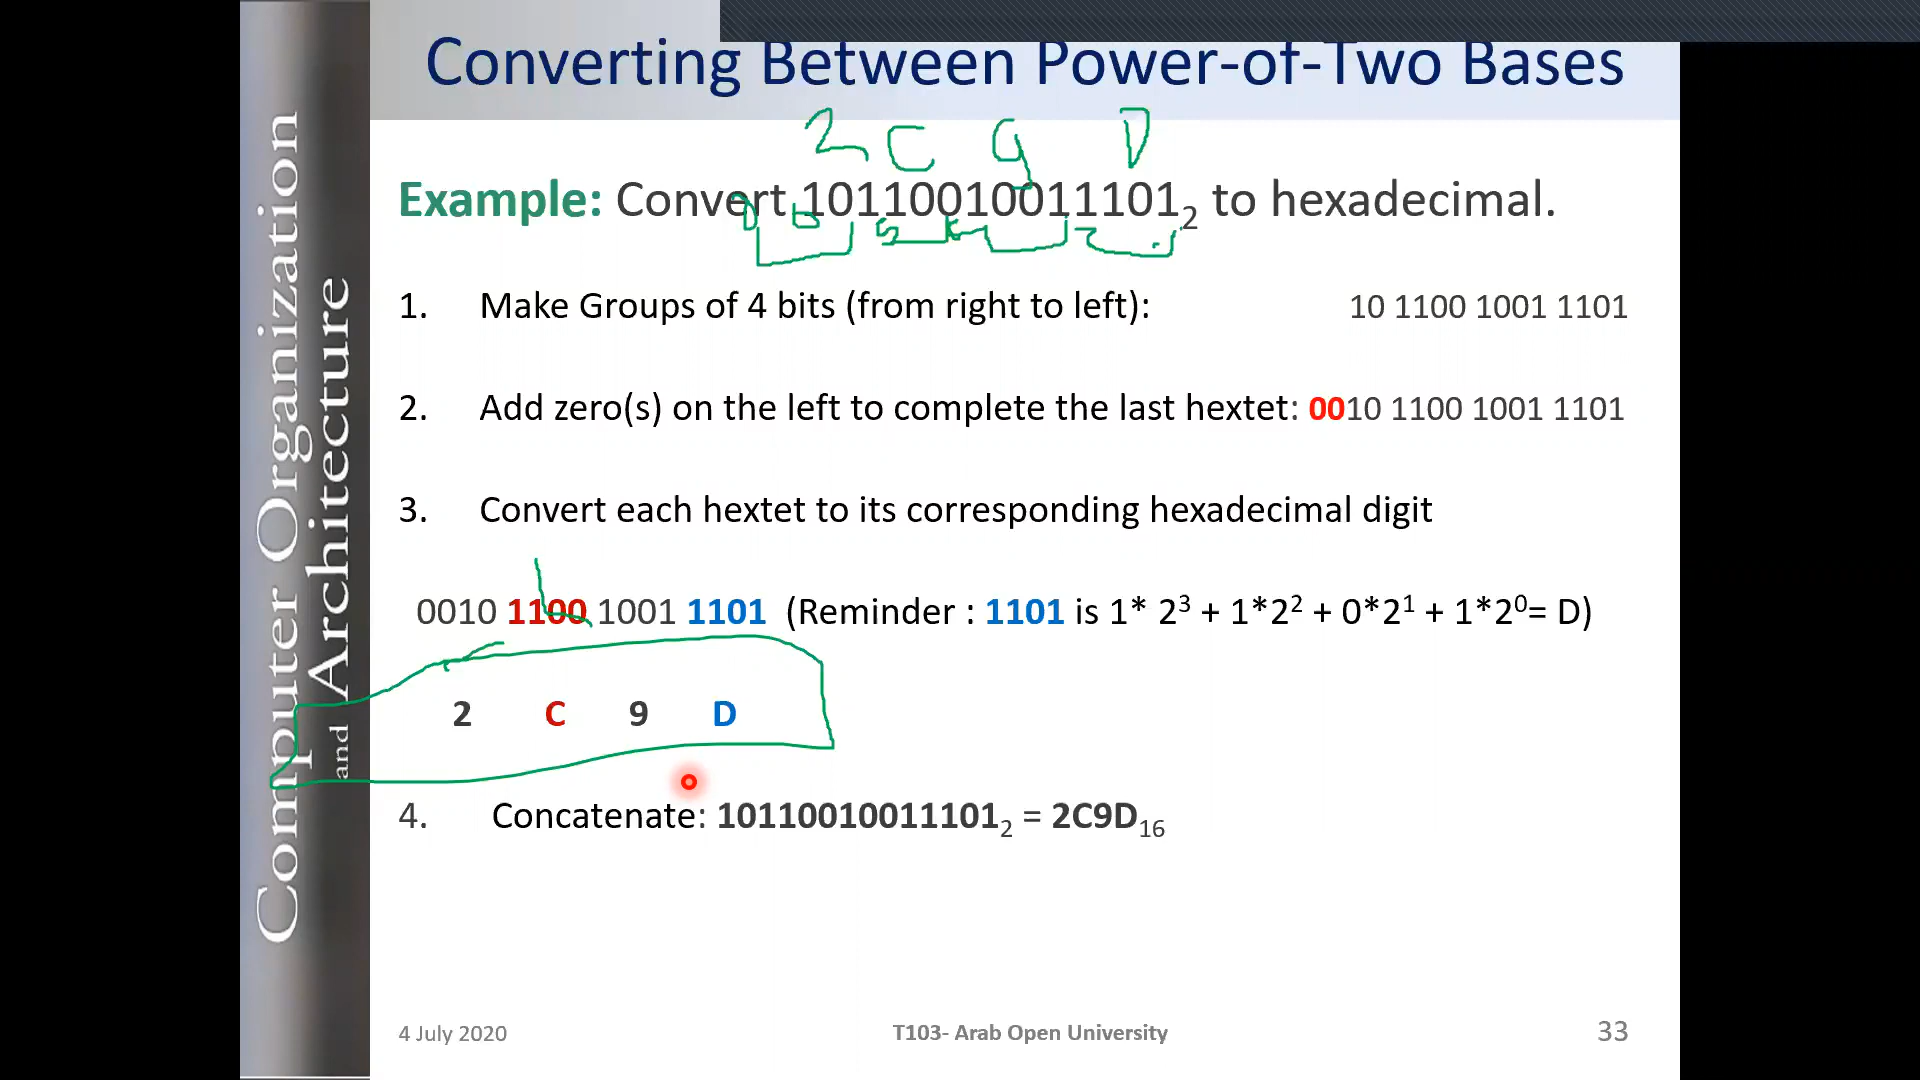 Computer Organization
and Architecture
Converting Between Power-of-Two Bases
2 C 9 D
Example: Convert 10110010011101₂ to hexadecimal.
1. Make Groups of 4 bits (from right to left): 10 1100 1001 1101
2. Add zero(s) on the left to complete the last hextet: 0010 1100 1001 1101
3. Convert each hextet to its corresponding hexadecimal digit
0010 1100 1001 1101 (Reminder : 1101 is 1* 2³ + 1*2² + 0*2¹ + 1*2⁰= D)
2 C 9 D
4. Concatenate: 10110010011101₂ = 2C9D₁₆
4 July 2020
T103- Arab Open University
33